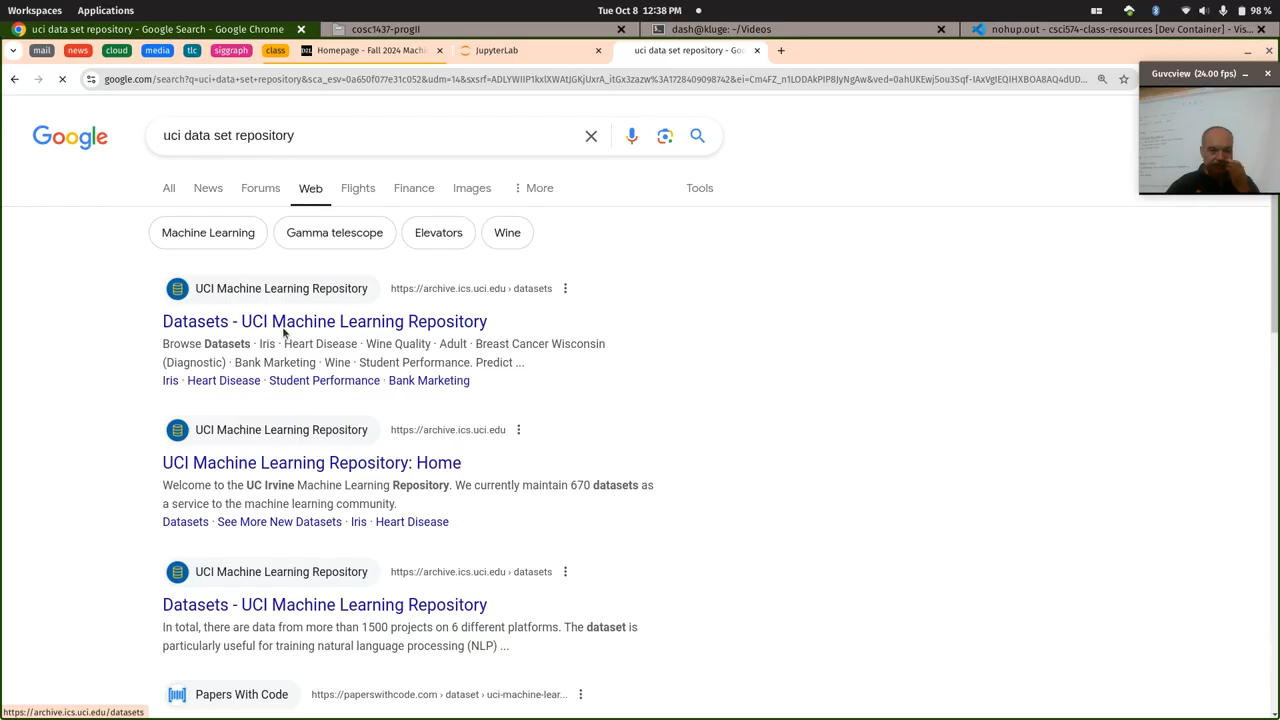 Workspaces Applications Tue Oct 8 12:38 PM 98 %
uci data set repository - Google Search - Google Chrome cosc1437-progII dash@kluge: ~/Videos nohup.out - csci574-class-resources [Dev Container] - Vis...
mail news cloud media tlc siggraph class Homepage - Fall 2024 Machi JupyterLab uci data set repository - Go
Guvcview (24.00 fps)
Google
uci data set repository
All News Forums Web Flights Finance Images More Tools
Machine Learning Gamma telescope Elevators Wine
UCI Machine Learning Repository https://archive.ics.uci.edu › datasets
Datasets - UCI Machine Learning Repository
Browse Datasets · Iris · Heart Disease · Wine Quality · Adult · Breast Cancer Wisconsin
(Diagnostic) · Bank Marketing · Wine · Student Performance. Predict ...
Iris · Heart Disease · Student Performance · Bank Marketing
UCI Machine Learning Repository https://archive.ics.uci.edu
UCI Machine Learning Repository: Home
Welcome to the UC Irvine Machine Learning Repository. We currently maintain 670 datasets as
a service to the machine learning community.
Datasets · See More New Datasets · Iris · Heart Disease
UCI Machine Learning Repository https://archive.ics.uci.edu › datasets
Datasets - UCI Machine Learning Repository
In total, there are data from more than 1500 projects on 6 different platforms. The dataset is
particularly useful for training natural language processing (NLP) ...
Papers With Code https://paperswithcode.com › dataset › uci-machine-lear...
https://archive.ics.uci.edu/datasets